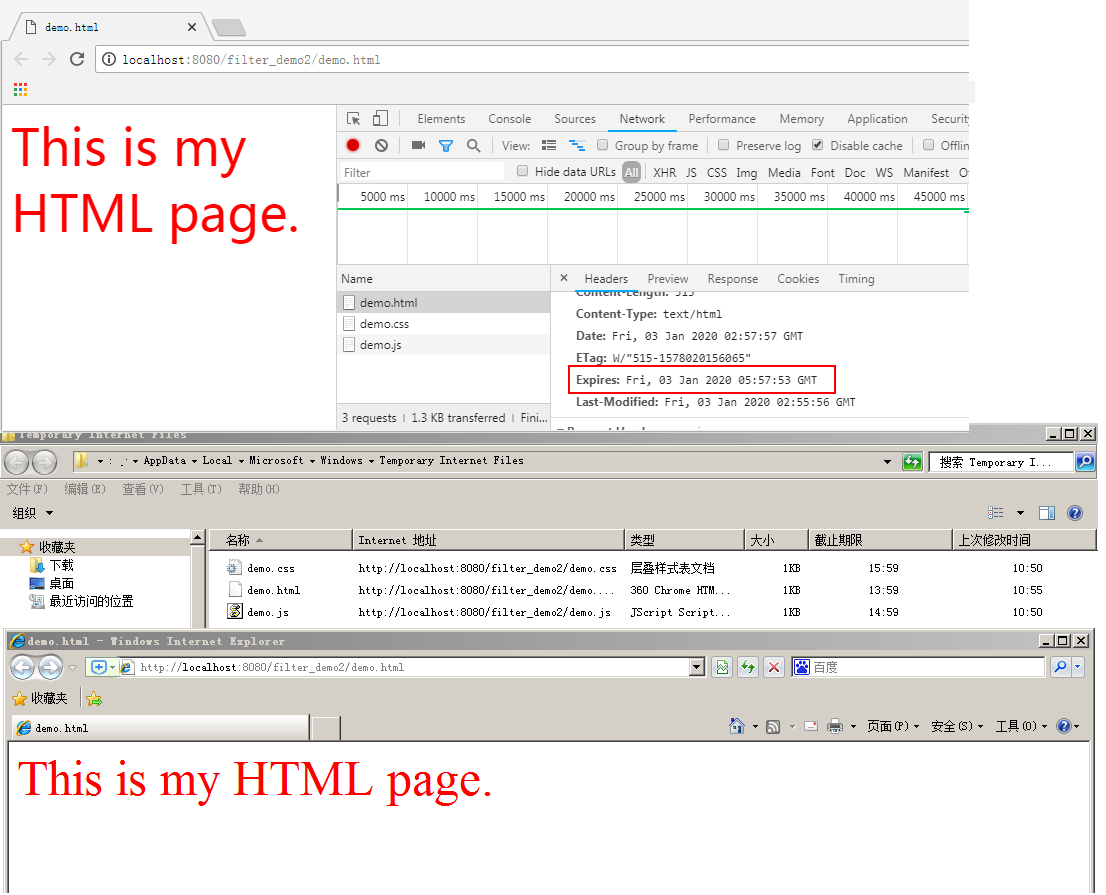 demo.html
localhost:8080/filter_demo2/demo.html
This is my
HTML page.
Elements Console Sources Network Performance Memory Application Securit
View: Group by frame Preserve log Disable cache Offlin
Filter Hide data URLs All XHR JS CSS Img Media Font Doc WS Manifest O
5000 ms 10000 ms 15000 ms 20000 ms 25000 ms 30000 ms 35000 ms 40000 ms 45000 ms
Name
demo.html
demo.css
demo.js
3 requests | 1.3 KB transferred | Fini...
Headers Preview Response Cookies Timing
Content-Length: 515
Content-Type: text/html
Date: Fri, 03 Jan 2020 02:57:57 GMT
ETag: W/"515-1578020156065"
Expires: Fri, 03 Jan 2020 05:57:53 GMT
Last-Modified: Fri, 03 Jan 2020 02:55:56 GMT
Temporary Internet Files
AppData Local Microsoft Windows Temporary Internet Files 搜索 Temporary I...
文件(F) 编辑(E) 查看(V) 工具(T) 帮助(H)
组织
收藏夹
下载
桌面
最近访问的位置
名称 Internet 地址 类型 大小 截止期限 上次修改时间
demo.css http://localhost:8080/filter_demo2/demo.css 层叠样式表文档 1KB 15:59 10:50
demo.html http://localhost:8080/filter_demo2/demo.... 360 Chrome HTM... 1KB 13:59 10:55
demo.js http://localhost:8080/filter_demo2/demo.js JScript Script... 1KB 14:59 10:50
demo.html - Windows Internet Explorer
http://localhost:8080/filter_demo2/demo.html 百度
收藏夹
demo.html 页面(P) 安全(S) 工具(O)
This is my HTML page.